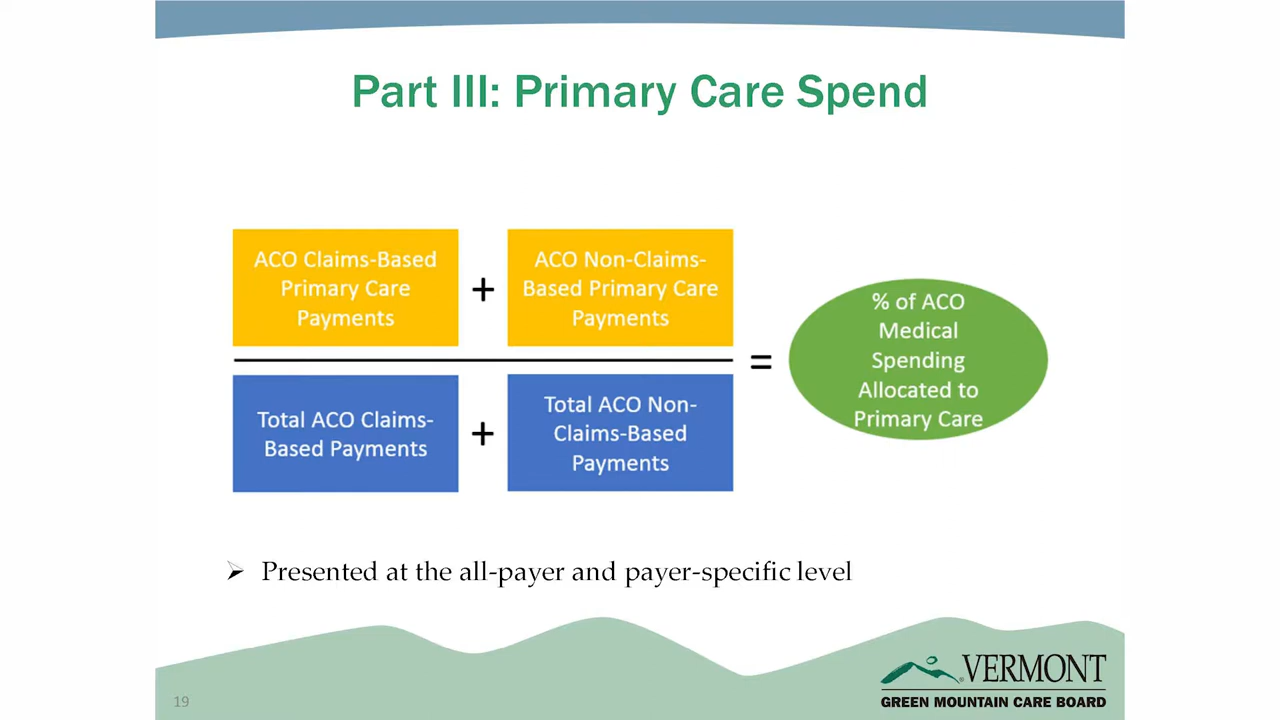 Part III: Primary Care Spend
ACO Claims-Based
Primary Care
Payments
+
ACO Non-Claims-
Based Primary Care
Payments
Total ACO Claims-
Based Payments
+
Total ACO Non-
Claims-Based
Payments
=
% of ACO
Medical
Spending
Allocated to
Primary Care
➢ Presented at the all-payer and payer-specific level
19
VERMONT
GREEN MOUNTAIN CARE BOARD